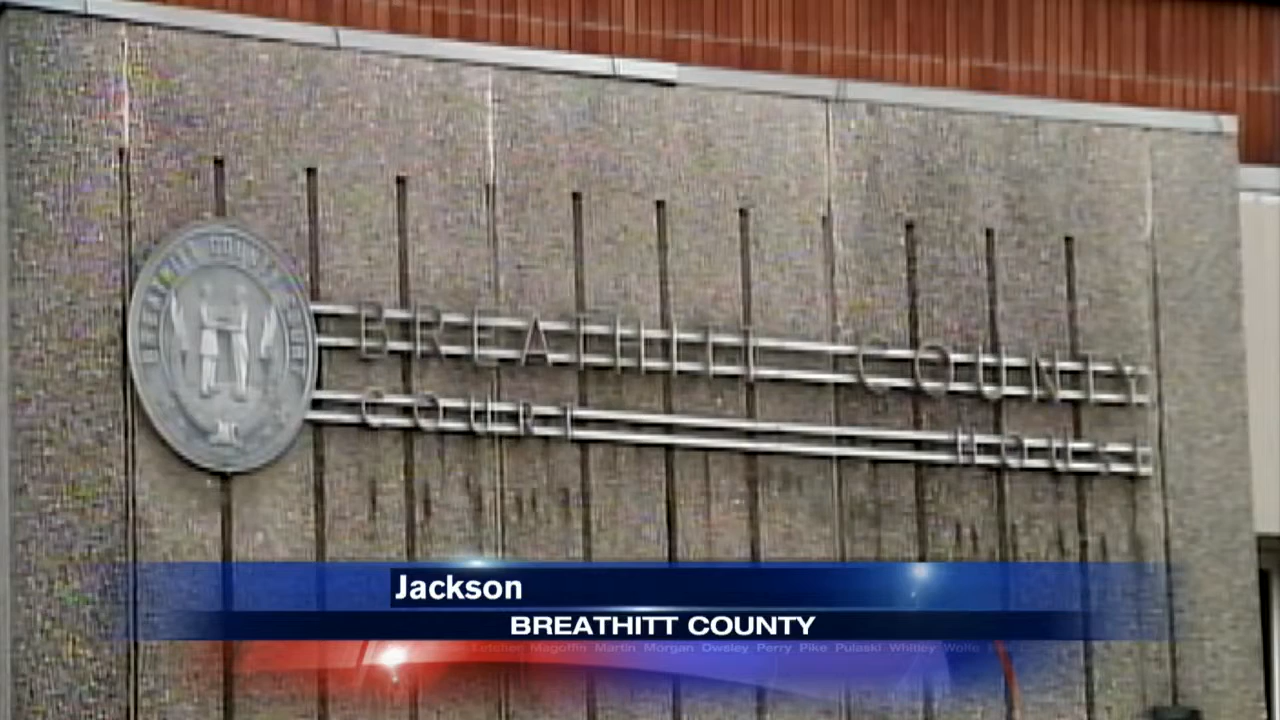 BREATHITT COUNTY
COURT HOUSE
Jackson
BREATHITT COUNTY
Letcher Magoffin Martin Morgan Owsley Perry Pike Pulaski Whitley Wolfe